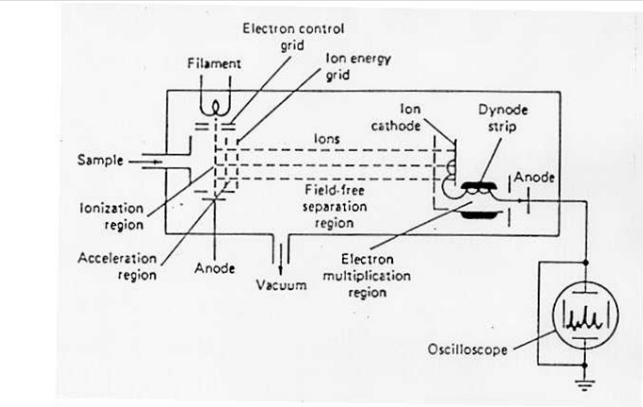 Electron control
grid
Filament
Ion energy
grid
Ion
cathode
Dynode
strip
Ions
Sample
Anode
Field-free
separation
region
Ionization
region
Acceleration
region
Anode
Vacuum
Electron
multiplication
region
Oscilloscope